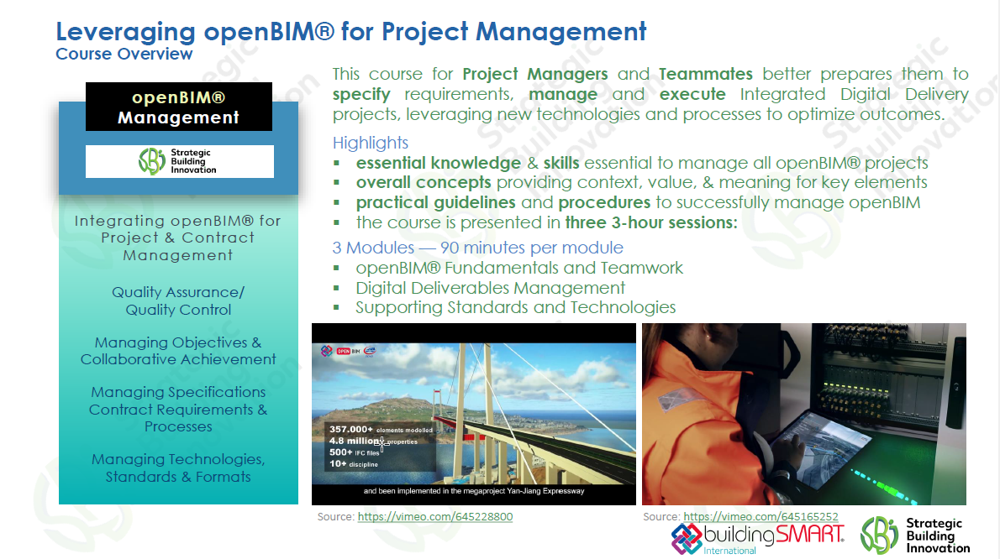 Leveraging openBIM® for Project Management
Course Overview
openBIM®
Management
SBi Strategic
Building
Innovation
Integrating openBIM® for
Project & Contract
Management
Quality Assurance/
Quality Control
Managing Objectives &
Collaborative Achievement
Managing Specifications
Contract Requirements &
Processes
Managing Technologies,
Standards & Formats
This course for Project Managers and Teammates better prepares them to
specify requirements, manage and execute Integrated Digital Delivery
projects, leveraging new technologies and processes to optimize outcomes.
Highlights
▪ essential knowledge & skills essential to manage all openBIM® projects
▪ overall concepts providing context, value, & meaning for key elements
▪ practical guidelines and procedures to successfully manage openBIM
▪ the course is presented in three 3-hour sessions:
3 Modules — 90 minutes per module
▪ openBIM® Fundamentals and Teamwork
▪ Digital Deliverables Management
▪ Supporting Standards and Technologies
OPEN BIM
357.000+ elements modelled
4.8 million+ properties
500+ IFC files
10+ discipline
and been implemented in the megaproject Yan-Jiang Expressway
Source: https://vimeo.com/645228800
Source: https://vimeo.com/645165252
buildingSMART®
International
SBi Strategic
Building
Innovation